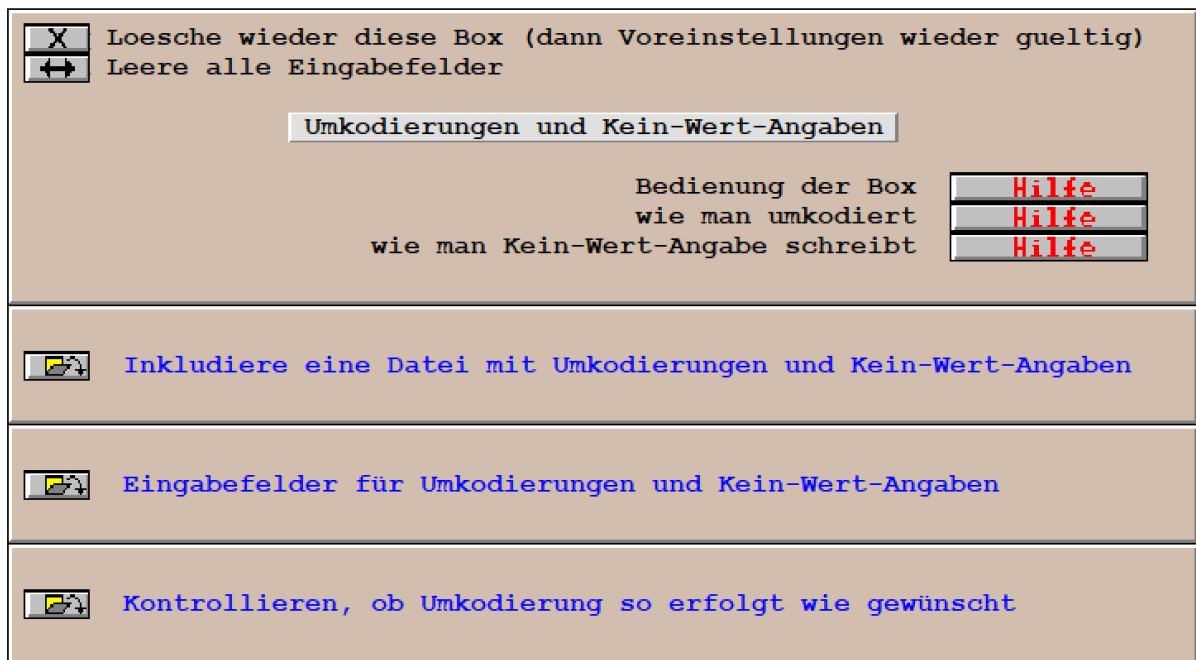 X Loesche wieder diese Box (dann Voreinstellungen wieder gueltig)
Leere alle Eingabefelder
Umkodierungen und Kein-Wert-Angaben
Bedienung der Box Hilfe
wie man umkodiert Hilfe
wie man Kein-Wert-Angabe schreibt Hilfe
Inkludiere eine Datei mit Umkodierungen und Kein-Wert-Angaben
Eingabefelder für Umkodierungen und Kein-Wert-Angaben
Kontrollieren, ob Umkodierung so erfolgt wie gewünscht